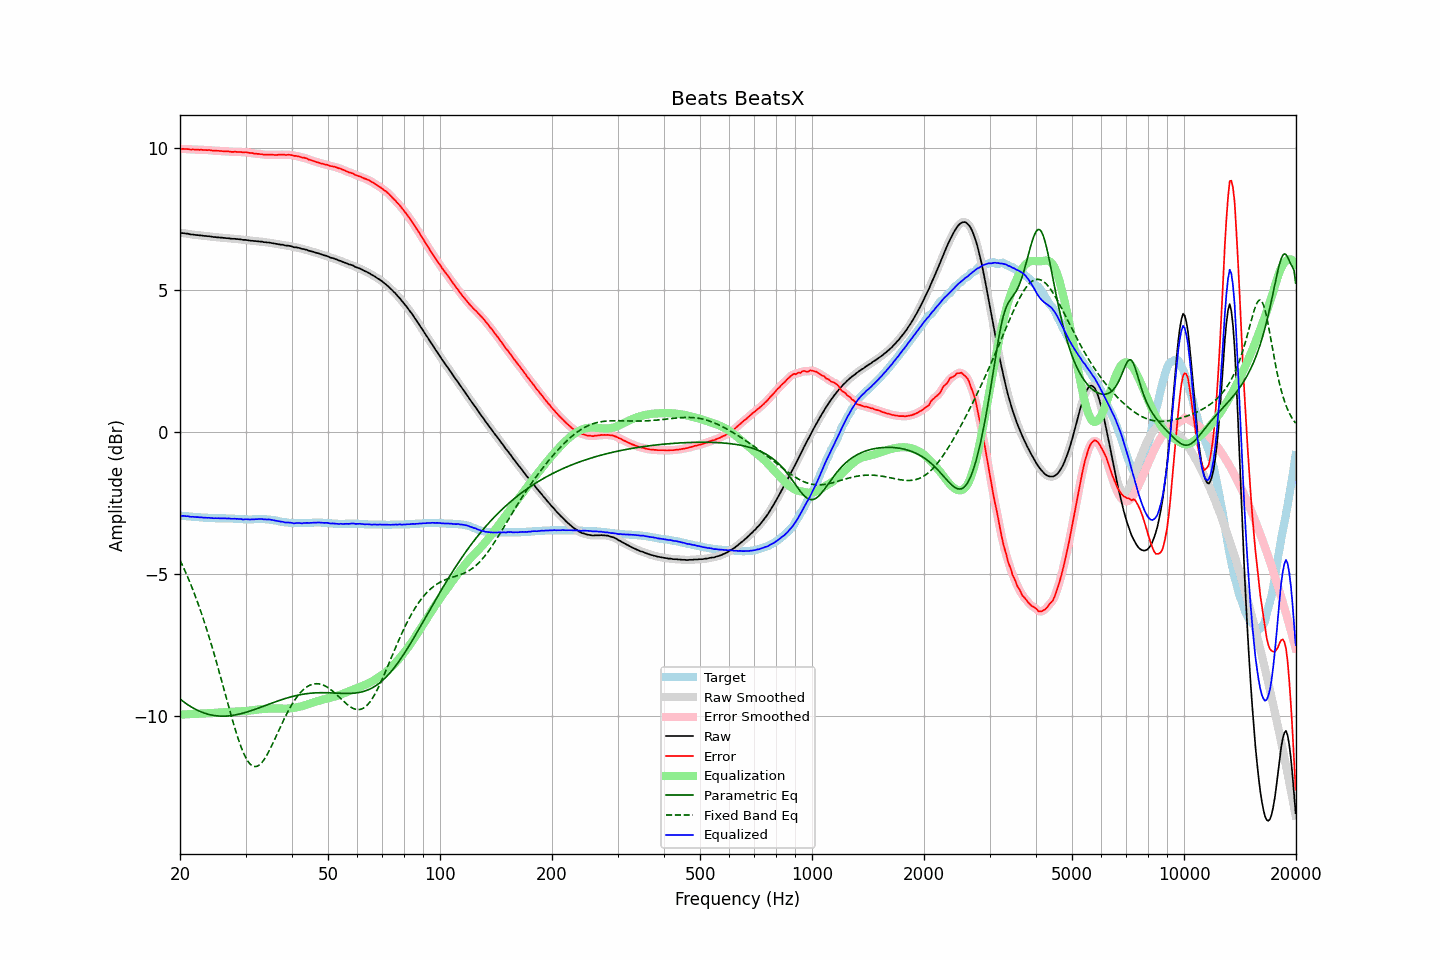 Beats BeatsX
Amplitude (dBr)
10
5
0
−5
−10
Target
Raw Smoothed
Error Smoothed
Raw
Error
Equalization
Parametric Eq
Fixed Band Eq
Equalized
20 50 100 200 500 1000 2000 5000 10000 20000
Frequency (Hz)